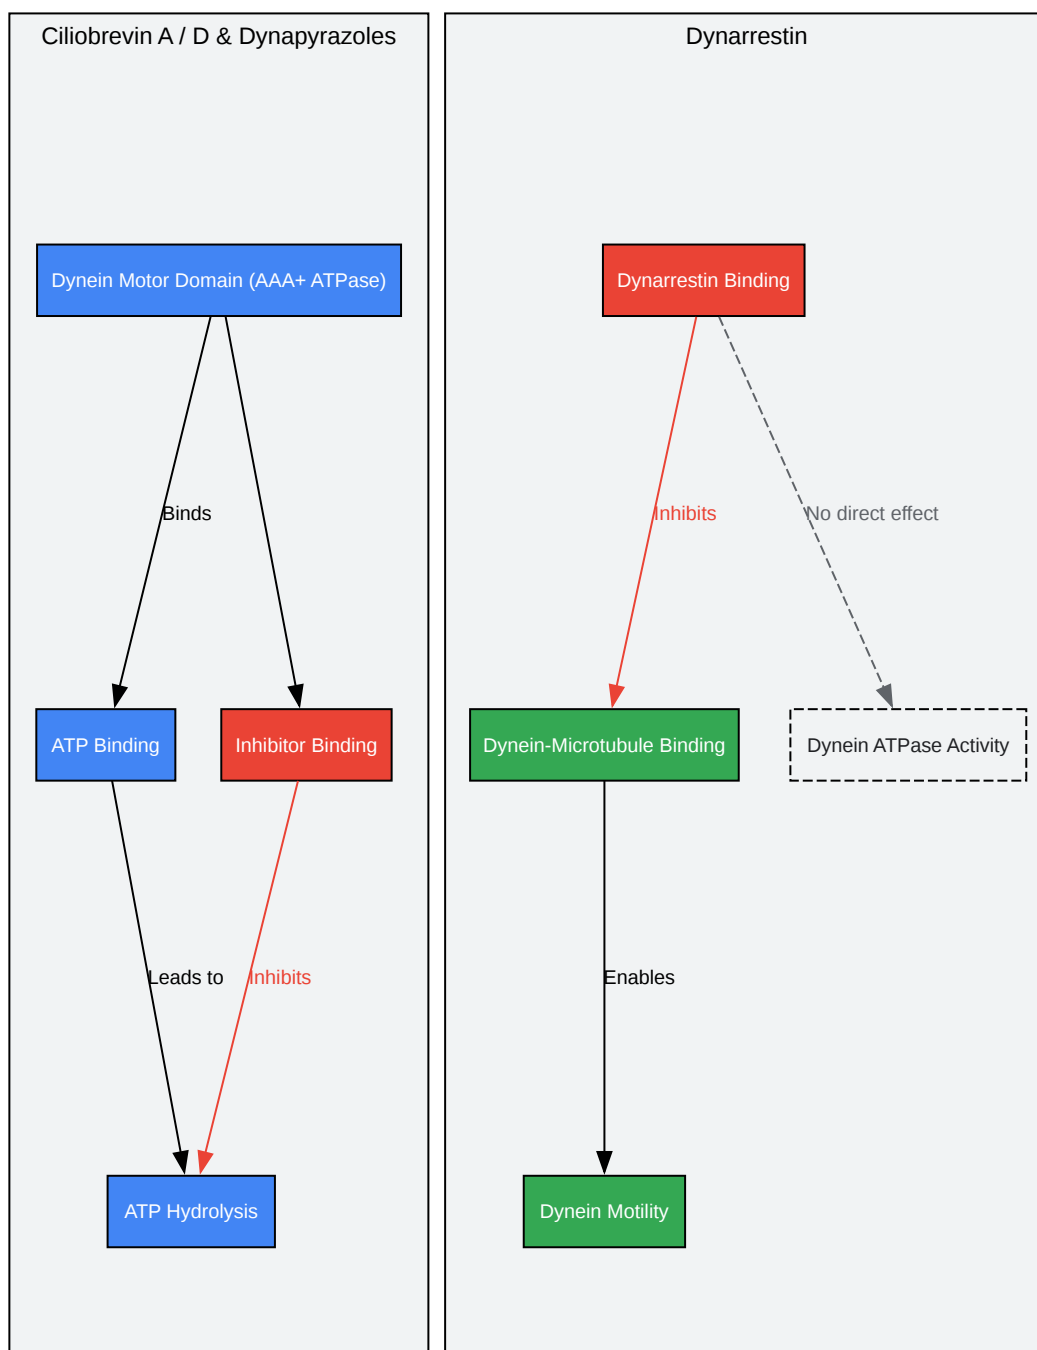 Ciliobrevin A / D & Dynapyrazoles
Dynein Motor Domain (AAA+ ATPase)
Binds
ATP Binding
Inhibitor Binding
Leads to
Inhibits
ATP Hydrolysis
Dynarrestin
Dynarrestin Binding
Inhibits
No direct effect
Dynein-Microtubule Binding
Dynein ATPase Activity
Enables
Dynein Motility